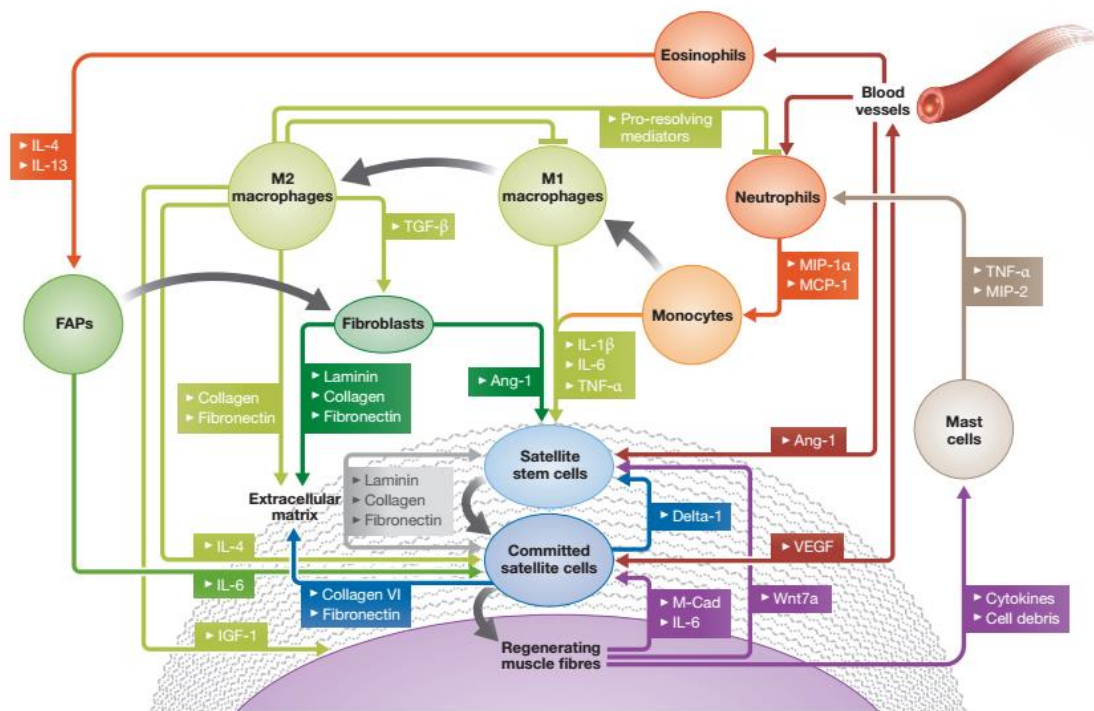 Eosinophils
Blood
vessels
► Pro-resolving
mediators
► IL-4
► IL-13
M2
macrophages
M1
macrophages
Neutrophils
► TGF-β
► MIP-1α
► MCP-1
► TNF-α
► MIP-2
FAPs
Fibroblasts
Monocytes
► IL-1β
► IL-6
► TNF-α
► Laminin
► Collagen
► Fibronectin
► Ang-1
► Collagen
► Fibronectin
Mast
cells
► Ang-1
Satellite
stem cells
► Laminin
► Collagen
► Fibronectin
Extracellular
matrix
► Delta-1
► IL-4
Committed
satellite cells
► VEGF
► IL-6
► Collagen VI
► Fibronectin
► M-Cad
► IL-6
► Wnt7a
► Cytokines
► Cell debris
► IGF-1
Regenerating
muscle fibres